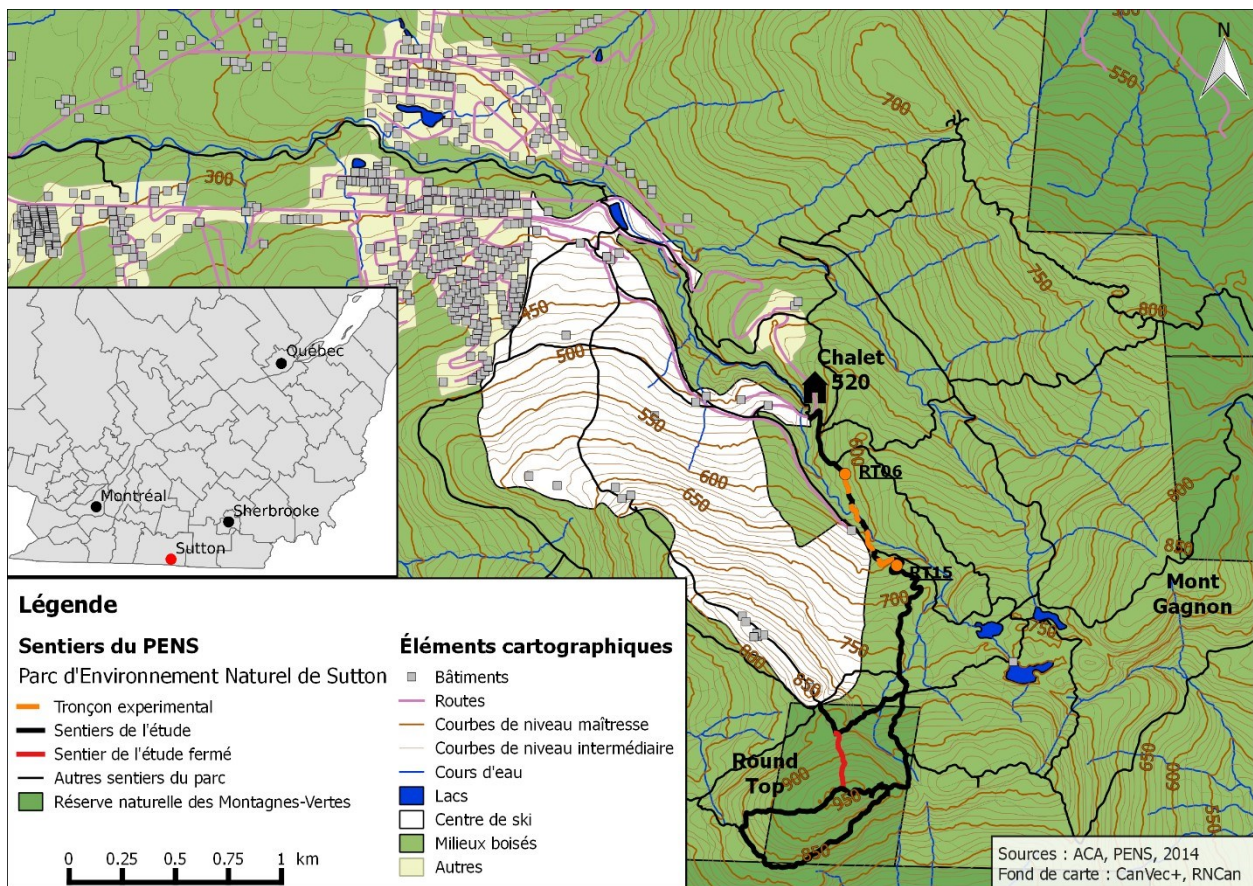 N
700
550
300
750
800
450
Chalet
520
500
550
600
RT06
600
650
800
850
RT15
700
Mont
Gagnon
750
750
800
850
Round
Top
900
950
850
650
600
550
Québec
Montréal
Sherbrooke
Sutton
Légende
Sentiers du PENS
Parc d'Environnement Naturel de Sutton
Tronçon experimental
Sentiers de l'étude
Sentier de l'étude fermé
Autres sentiers du parc
Réserve naturelle des Montagnes-Vertes
0 0.25 0.5 0.75 1 km
Éléments cartographiques
Bâtiments
Routes
Courbes de niveau maîtresse
Courbes de niveau intermédiaire
Cours d'eau
Lacs
Centre de ski
Milieux boisés
Autres
Sources : ACA, PENS, 2014
Fond de carte : CanVec+, RNCan